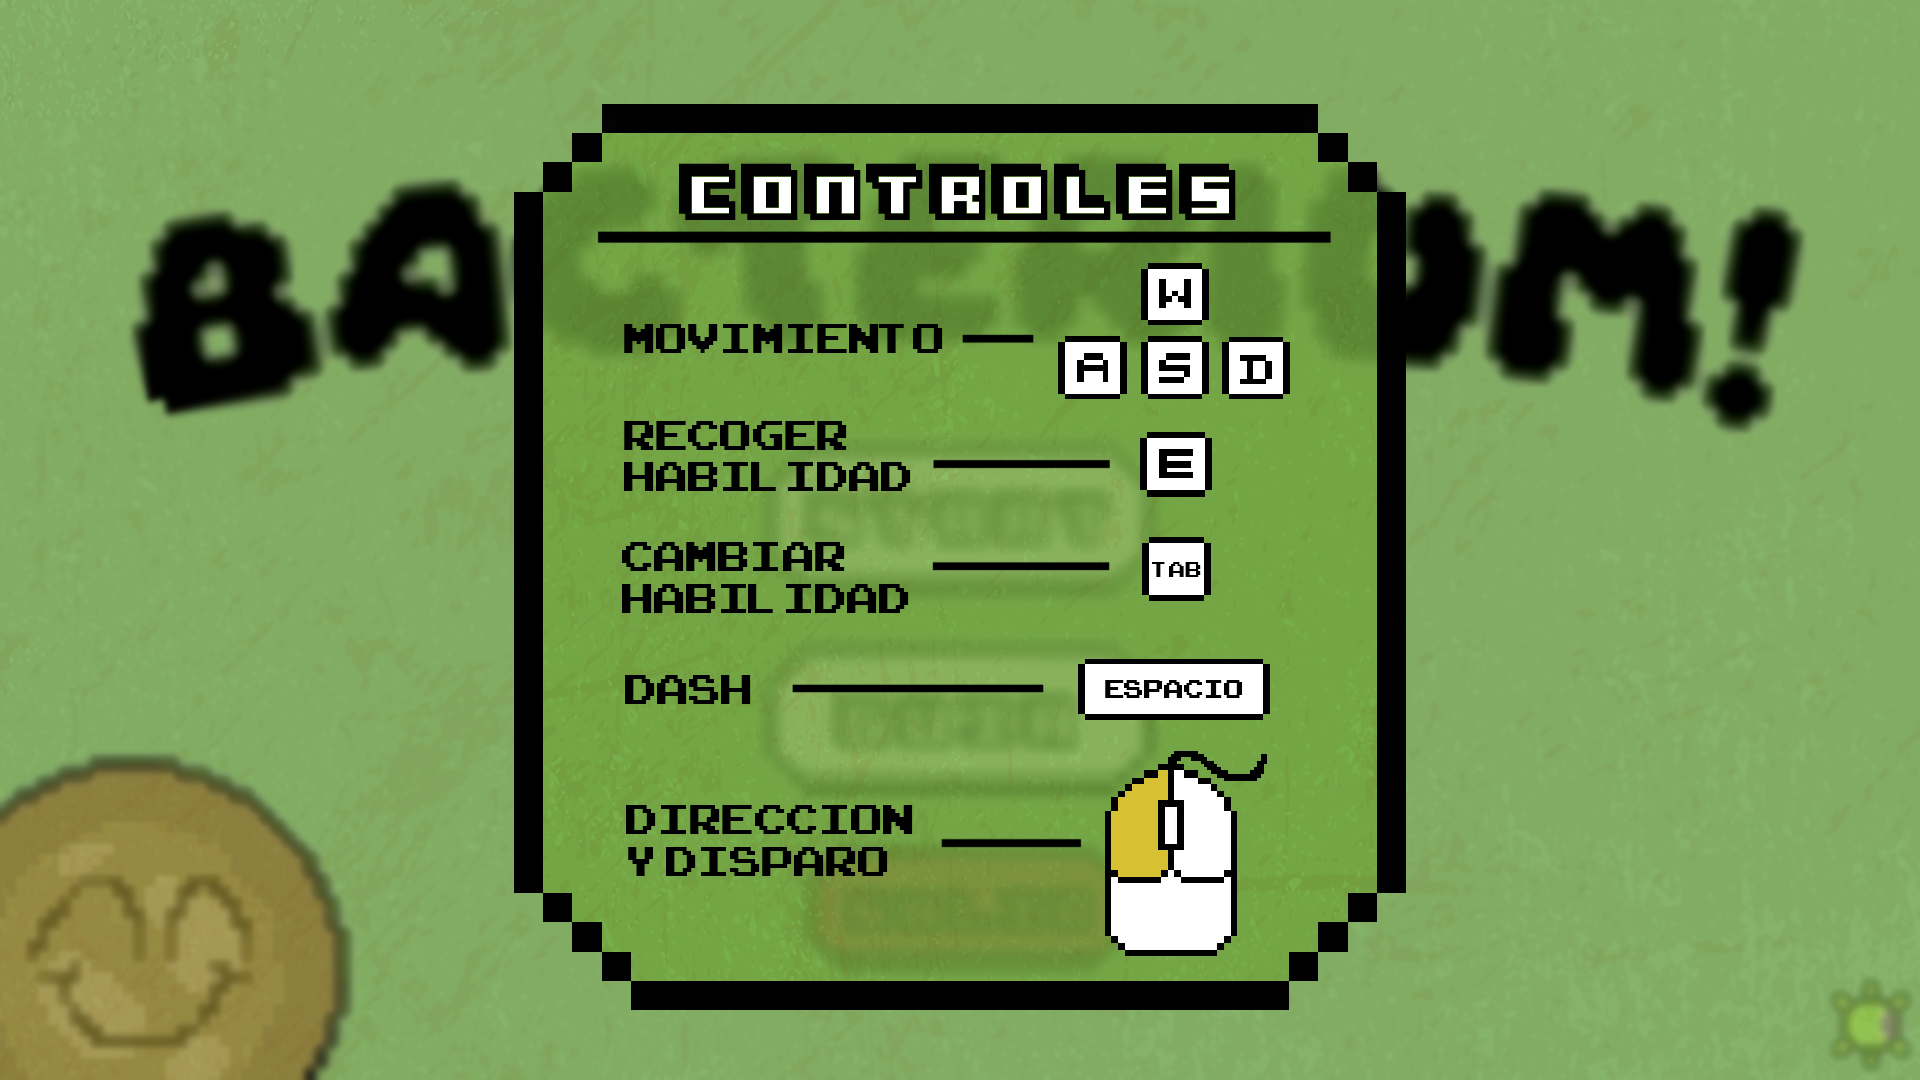 CONTROLES
W
MOVIMIENTO
A S D
RECOGER
HABILIDAD
E
CAMBIAR
HABILIDAD
TAB
DASH
ESPACIO
DIRECCION
Y DISPARO